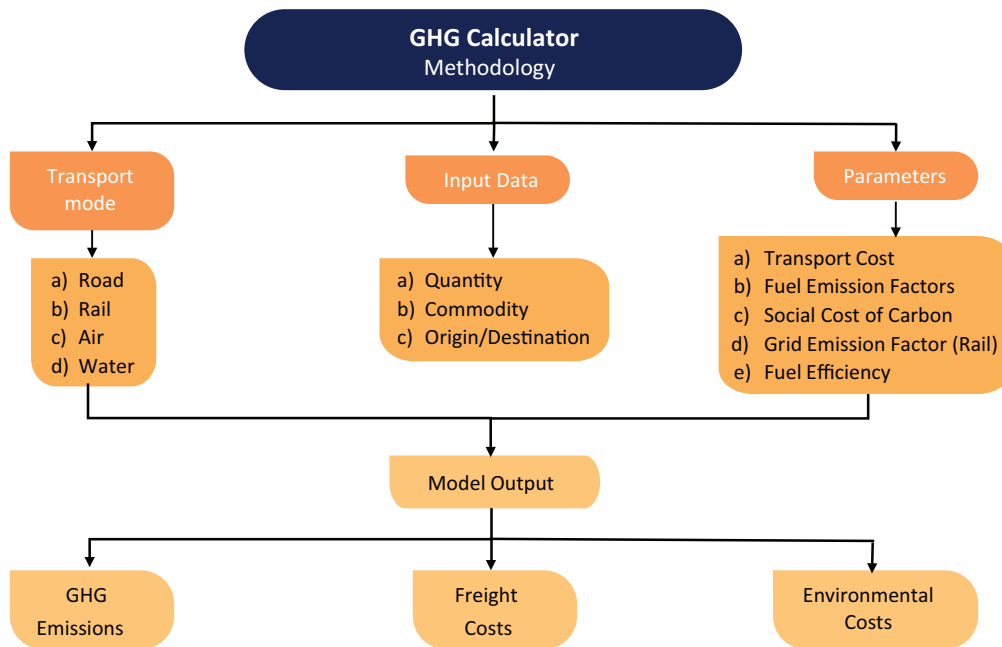 GHG Calculator
Methodology
Transport
mode
Input Data
Parameters
a) Road
b) Rail
c) Air
d) Water
a) Quantity
b) Commodity
c) Origin/Destination
a) Transport Cost
b) Fuel Emission Factors
c) Social Cost of Carbon
d) Grid Emission Factor (Rail)
e) Fuel Efficiency
Model Output
GHG
Emissions
Freight
Costs
Environmental
Costs